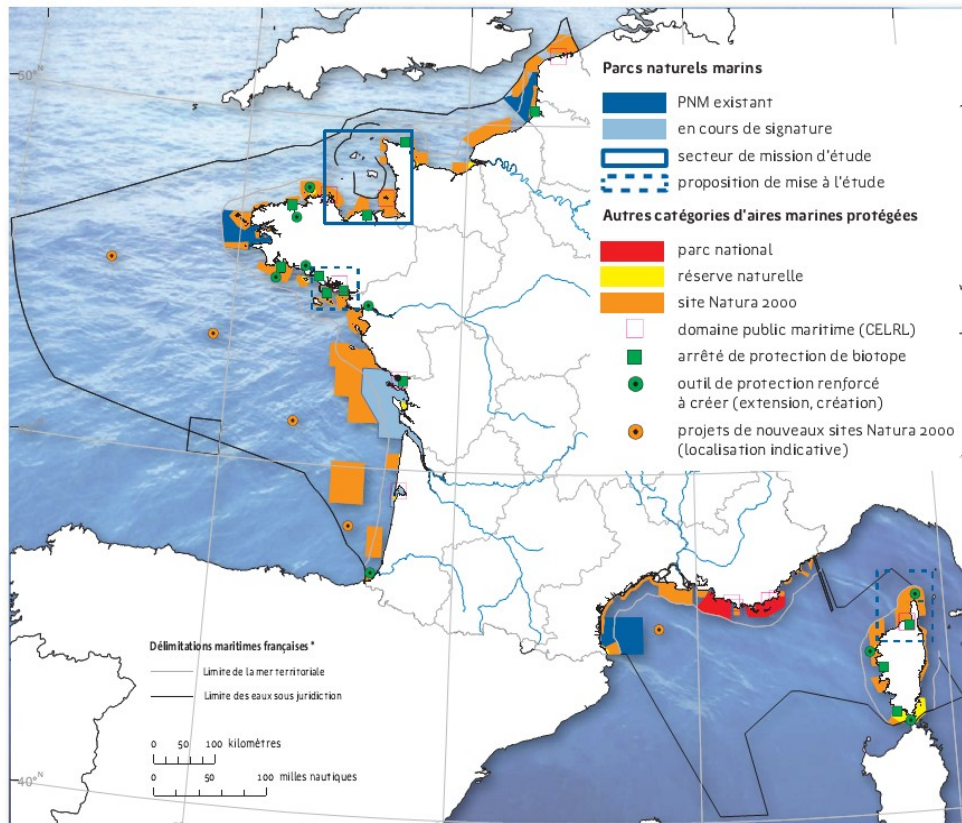 50°
Parcs naturels marins
PNM existant
en cours de signature
secteur de mission d'étude
proposition de mise à l'étude
Autres catégories d'aires marines protégées
parc national
réserve naturelle
site Natura 2000
domaine public maritime (CELRL)
arrêté de protection de biotope
outil de protection renforcé
à créer (extension, création)
projets de nouveaux sites Natura 2000
(localisation indicative)
Délimitations maritimes françaises *
Limite de la mer territoriale
Limite des eaux sous juridiction
0 50 100 kilomètres
0 50 100 milles nautiques
40°N